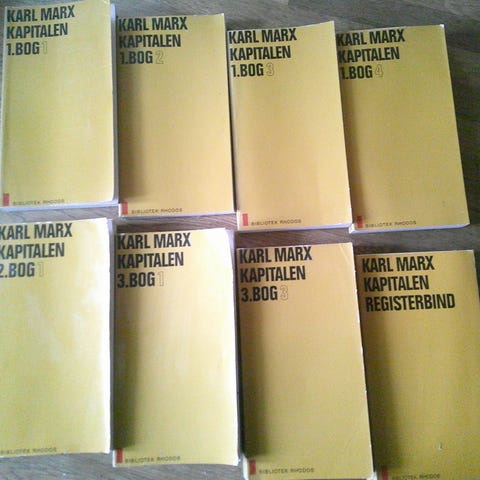 KARL MARX
KAPITALEN
1.BOG 1
KARL MARX
KAPITALEN
1.BOG 2
BIBLIOTEK RHODOS
KARL MARX
KAPITALEN
1.BOG 3
BIBLIOTEK RHODOS
KARL MARX
KAPITALEN
1.BOG 4
BIBLIOTEK RHODOS
BIBLIOTEK RHODOS
KARL MARX
KAPITALEN
2.BOG 1
BIBLIOTEK RHODOS
KARL MARX
KAPITALEN
3.BOG 1
BIBLIOTEK RHODOS
KARL MARX
KAPITALEN
3.BOG 3
BIBLIOTEK RHODOS
KARL MARX
KAPITALEN
REGISTERBIND
BIBLIOTEK RHODOS